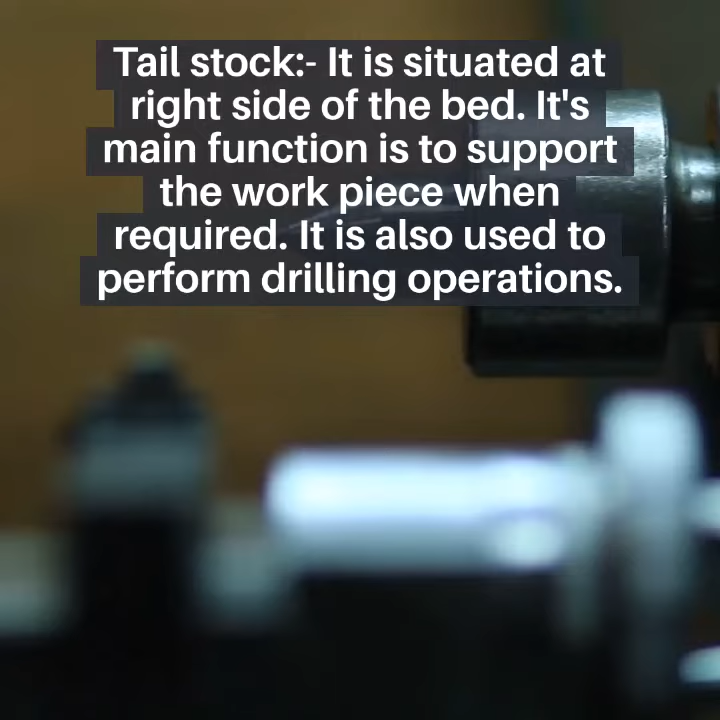 Tail stock:- It is situated at
right side of the bed. It's
main function is to support
the work piece when
required. It is also used to
perform drilling operations.